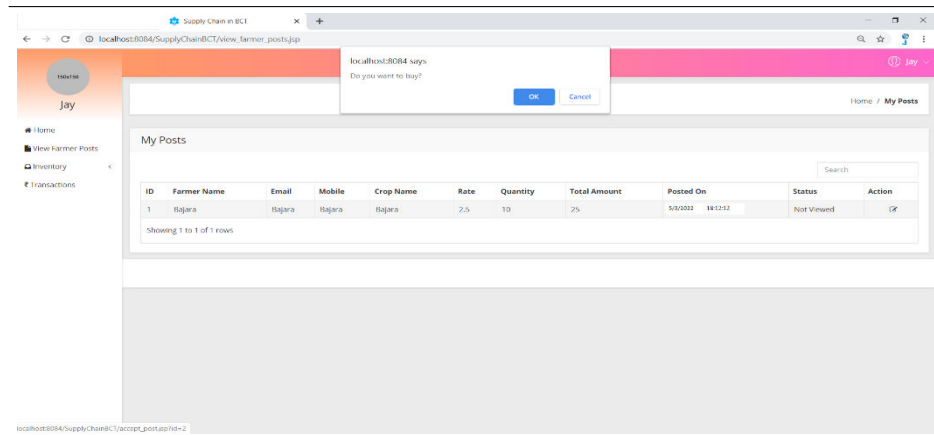 Supply Chain in BCT
localhost:8084/SupplyChainBCT/view_farmer_posts.jsp
150x150
Jay
Home
View Farmer Posts
Inventory
₹ Transactions
localhost:8084 says
Do you want to buy?
OK Cancel
Jay
Home / My Posts
My Posts
Search
ID Farmer Name Email Mobile Crop Name Rate Quantity Total Amount Posted On Status Action
1 Bajara Bajara Bajara Bajara 2.5 10 25 5/3/2022 18:12:12 Not Viewed
Showing 1 to 1 of 1 rows
localhost:8084/SupplyChainBCT/accept_post.jsp?id=2